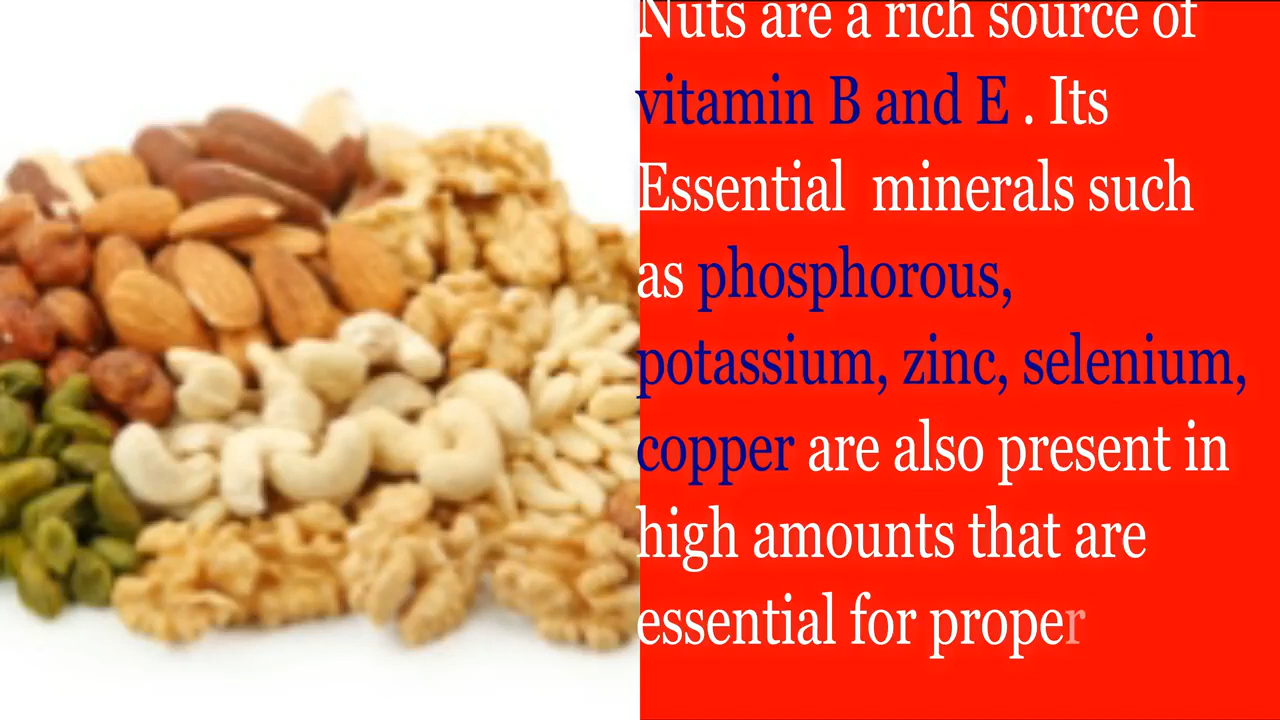 Nuts are a rich source of
vitamin B and E . Its
Essential  minerals such
as phosphorous,
potassium, zinc, selenium,
copper are also present in
high amounts that are
essential for proper